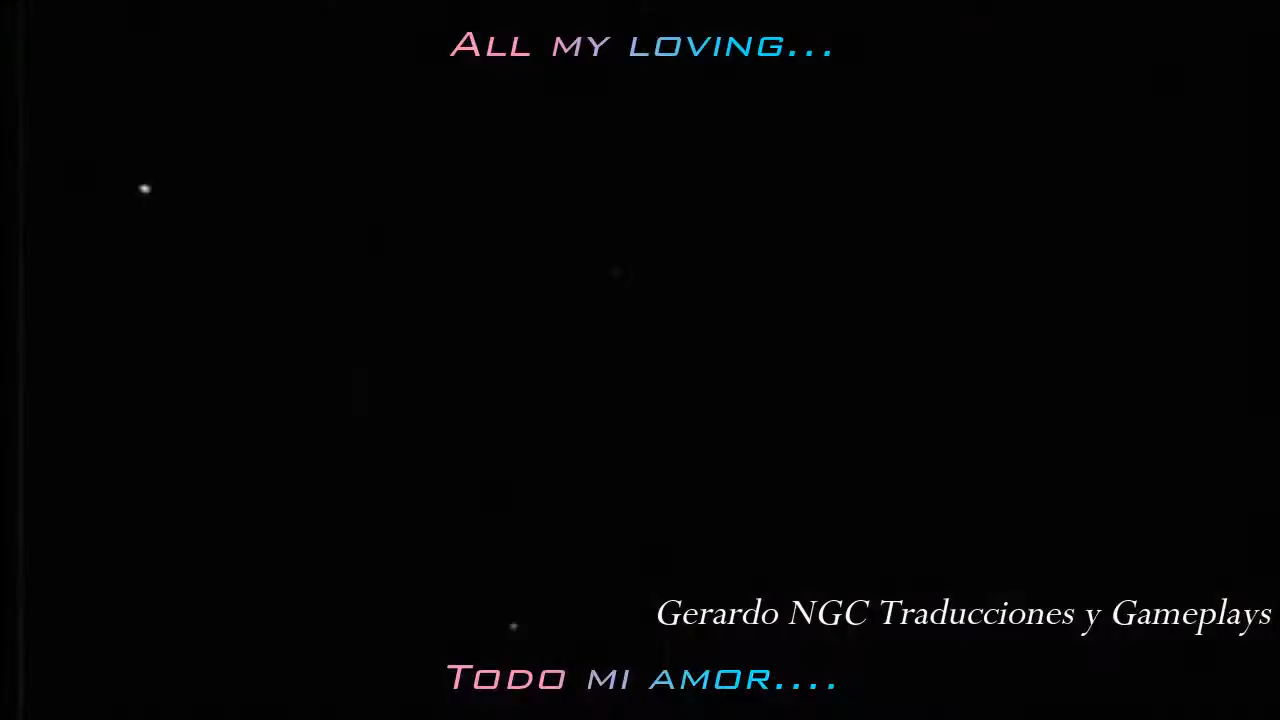 All my loving...
Gerardo NGC Traducciones y Gameplays
Todo mi amor....